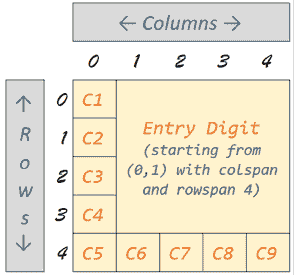 ← Columns →
0 1 2 3 4
↑
R
o
w
s
↓
0
1
2
3
4
C1
C2
C3
C4
Entry Digit
(starting from
(0,1) with colspan
and rowspan 4)
C5 C6 C7 C8 C9